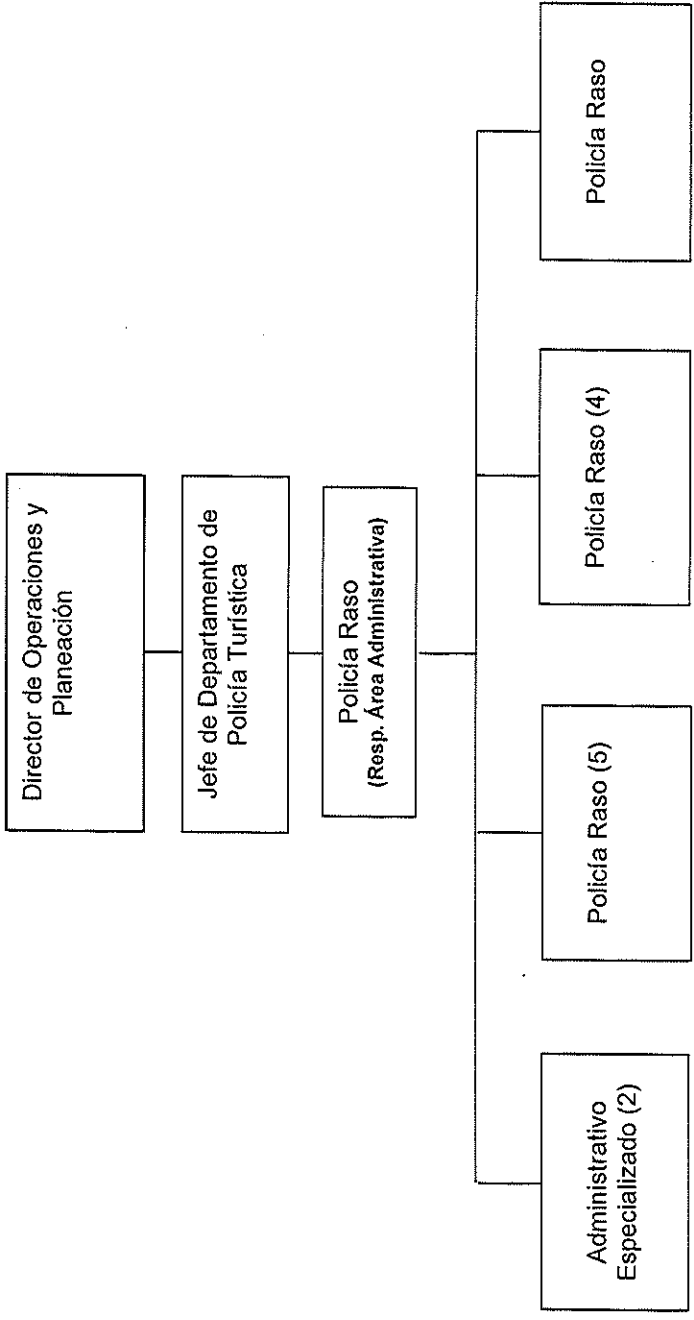 Director de Operaciones y
Planeación
Jefe de Departamento de
Policía Turística
Policía Raso
(Resp. Área Administrativa)
Administrativo
Especializado (2)
Policía Raso (5)
Policía Raso (4)
Policía Raso